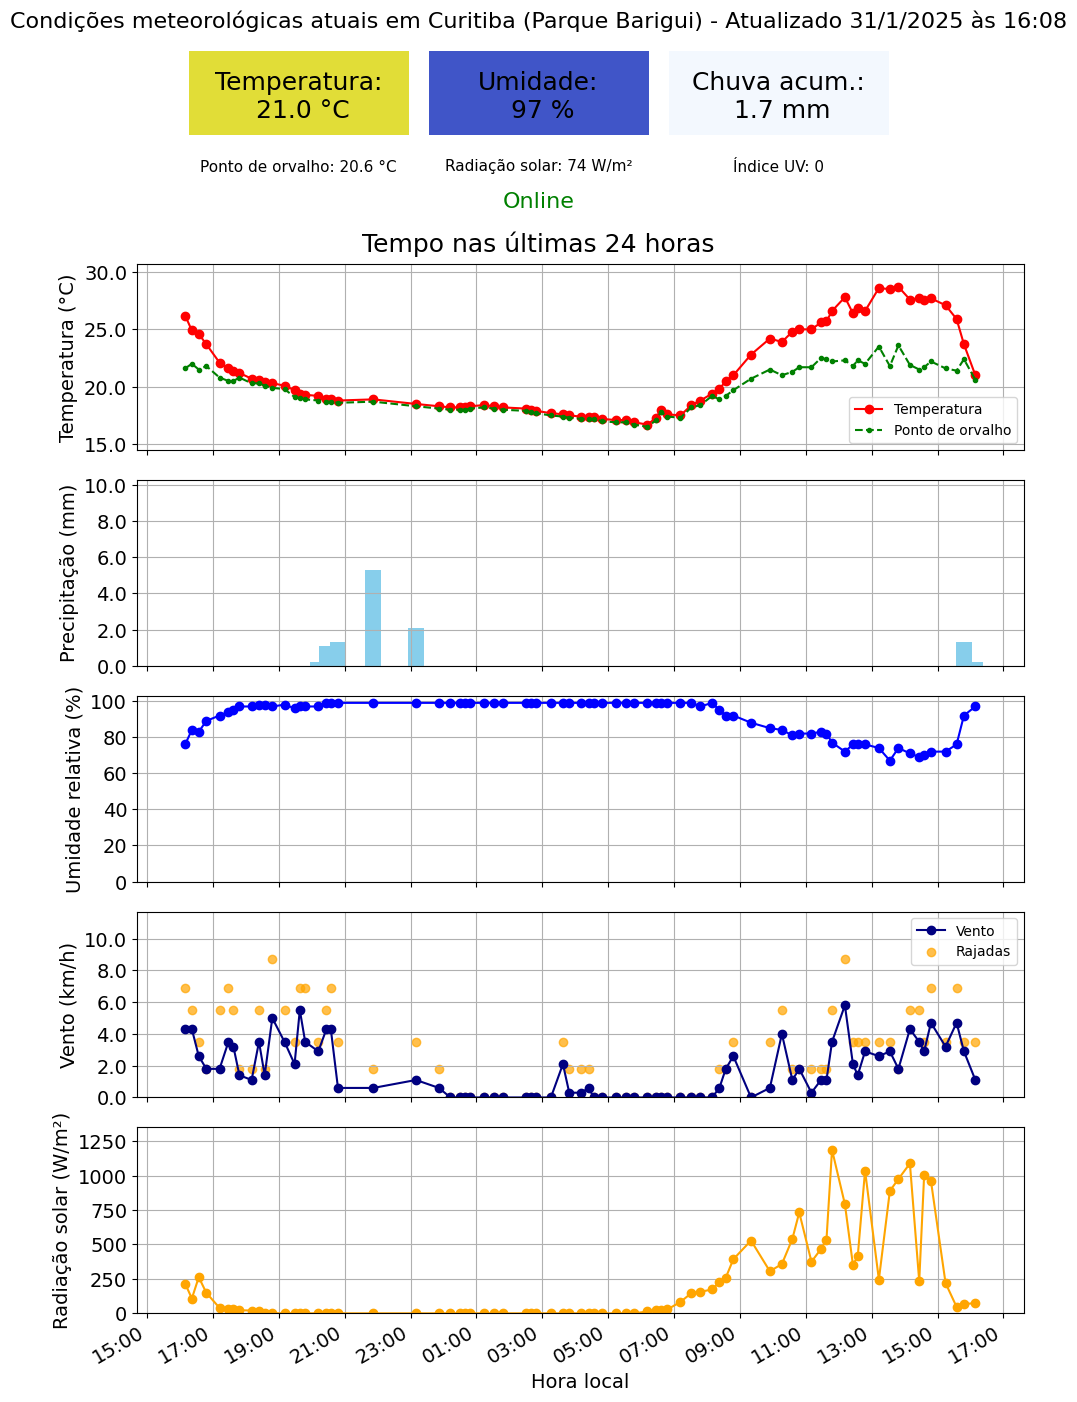 Condições meteorológicas atuais em Curitiba (Parque Barigui) - Atualizado 31/1/2025 às 16:08
Temperatura:
21.0 °C
Umidade:
97 %
Chuva acum.:
1.7 mm
Ponto de orvalho: 20.6 °C
Radiação solar: 74 W/m²
Índice UV: 0
Online
Tempo nas últimas 24 horas
Temperatura (°C)
30.0
25.0
20.0
15.0
Temperatura
Ponto de orvalho
Precipitação (mm)
10.0
8.0
6.0
4.0
2.0
0.0
Umidade relativa (%)
100
80
60
40
20
0
Vento (km/h)
10.0
8.0
6.0
4.0
2.0
0.0
Vento
Rajadas
Radiação solar (W/m²)
1250
1000
750
500
250
0
15:00
17:00
19:00
21:00
23:00
01:00
03:00
05:00
07:00
09:00
11:00
13:00
15:00
17:00
Hora local